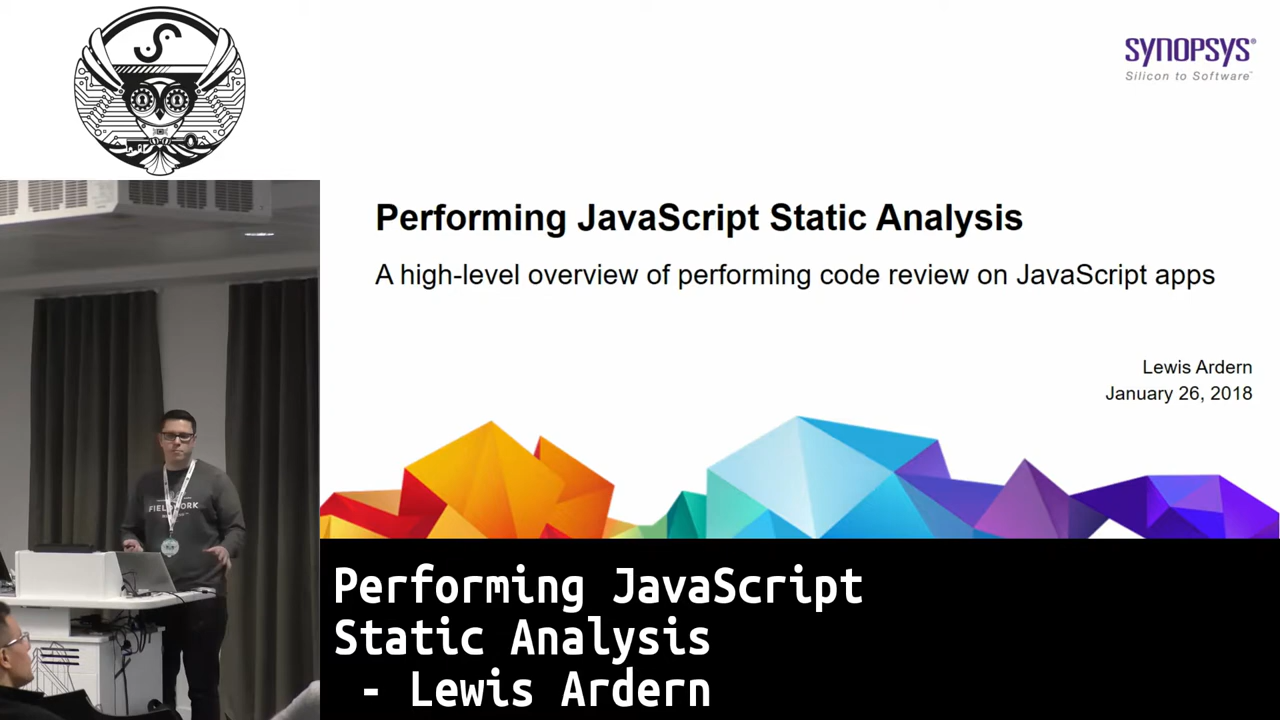 SYNOPSYS®
Silicon to Software™
Performing JavaScript Static Analysis
A high-level overview of performing code review on JavaScript apps
Lewis Ardern
January 26, 2018
FIELDWORK
Performing JavaScript
Static Analysis
- Lewis Ardern